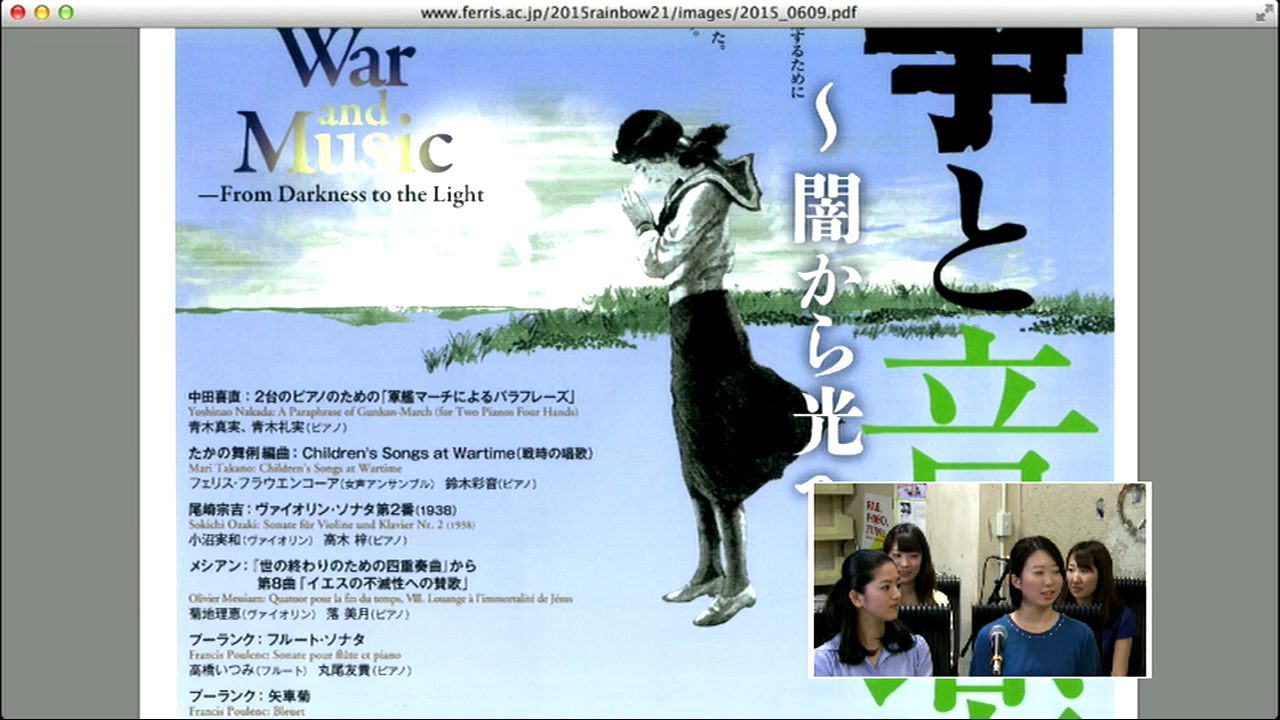 www.ferris.ac.jp/2015rainbow21/images/2015_0609.pdf
War
and
Music
—From Darkness to the Light
た。
するために
と音
〜闇から光へ
中田喜直：2台のピアノのための「軍艦マーチによるパラフレーズ」
Yoshinao Nakada: A Paraphrase of Gunkan-March (for Two Pianos Four Hands)
青木真実、青木礼実（ピアノ）
たかの舞俐編曲：Children's Songs at Wartime（戦時の唱歌）
Mari Takano: Children's Songs at Wartime
フェリス・フラウエンコーア（女声アンサンブル）　鈴木彩音（ピアノ）
尾崎宗吉：ヴァイオリン・ソナタ第2番（1938）
Sokichi Ozaki: Sonate für Violine und Klavier Nr. 2 (1938)
小沼実和（ヴァイオリン）　高木 梓（ピアノ）
メシアン：『世の終わりのための四重奏曲』から
第8曲「イエスの不滅性への賛歌」
Olivier Messiaen: Quatuor pour la fin du temps, VIII. Louange à l'immortalité de Jésus
菊地理恵（ヴァイオリン）　落 美月（ピアノ）
プーランク：フルート・ソナタ
Francis Poulenc: Sonate pour flûte et piano
高橋いつみ（フルート）　丸尾友貴（ピアノ）
プーランク：矢車菊
Francis Poulenc: Bleuet